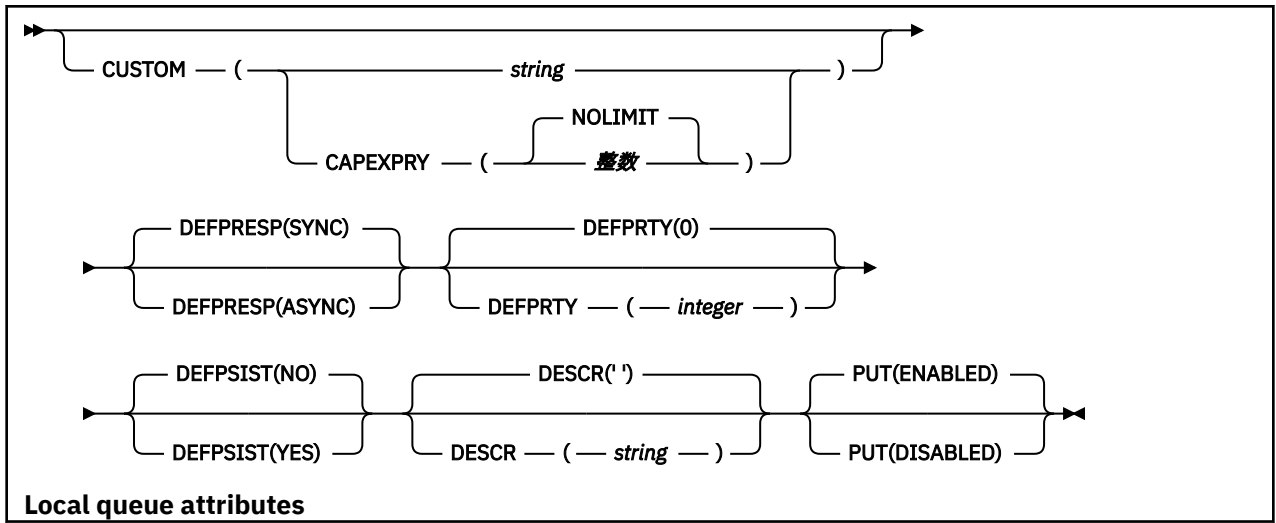 CUSTOM ( string )
NOLIMIT
CAPEXPRY ( 整数 )
DEFPRESP(SYNC) DEFPRTY(0)
DEFPRESP(ASYNC) DEFPRTY ( integer )
DEFPSIST(NO) DESCR(' ') PUT(ENABLED)
DEFPSIST(YES) DESCR ( string ) PUT(DISABLED)
Local queue attributes